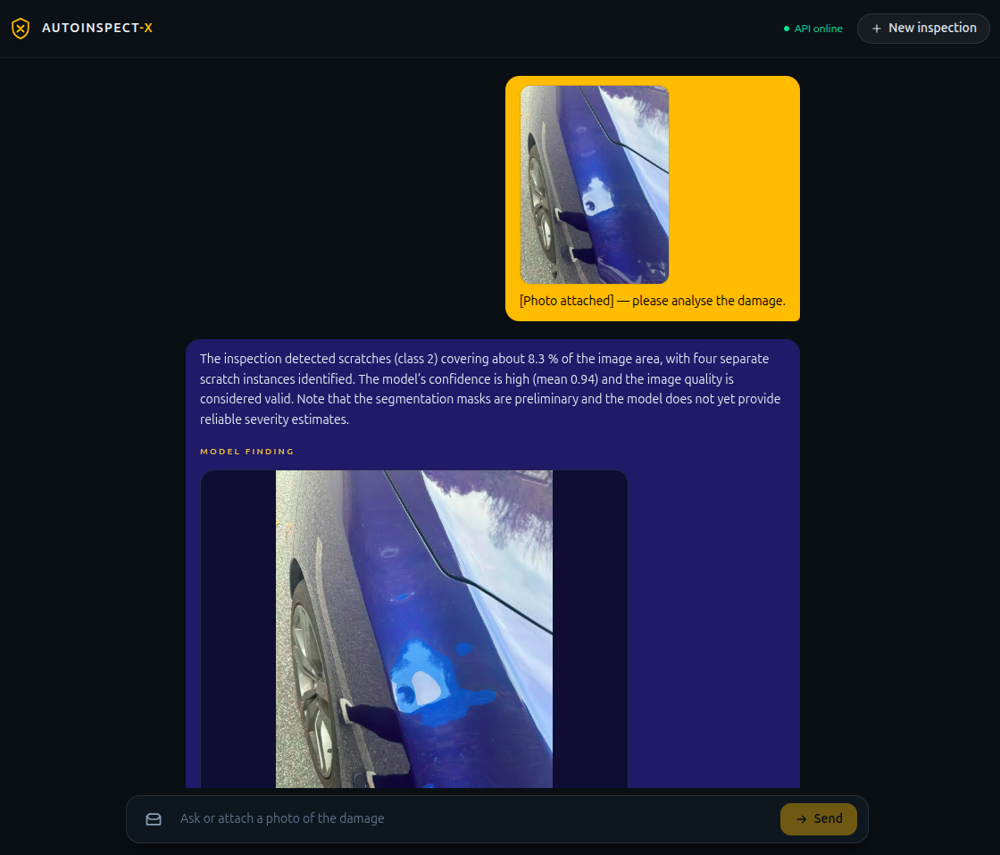 AUTOINSPECT-X
API online
New inspection
[Photo attached] — please analyse the damage.
The inspection detected scratches (class 2) covering about 8.3 % of the image area, with four separate
scratch instances identified. The model's confidence is high (mean 0.94) and the image quality is
considered valid. Note that the segmentation masks are preliminary and the model does not yet provide
reliable severity estimates.
MODEL FINDING
Ask or attach a photo of the damage
Send